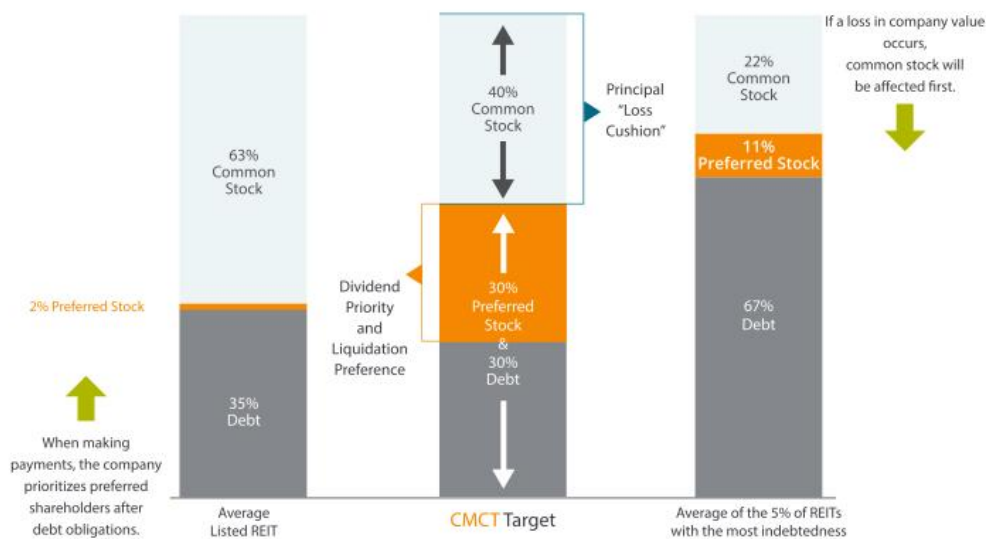 63%
Common
Stock
2% Preferred Stock
35%
Debt
When making
payments, the company
prioritizes preferred
shareholders after
debt obligations.
Average
Listed REIT
40%
Common
Stock
Principal
“Loss
Cushion”
Dividend
Priority
and
Liquidation
Preference
30%
Preferred
Stock
&
30%
Debt
CMCT Target
22%
Common
Stock
11%
Preferred Stock
67%
Debt
Average of the 5% of REITs
with the most indebtedness
If a loss in company value
occurs,
common stock will
be affected first.